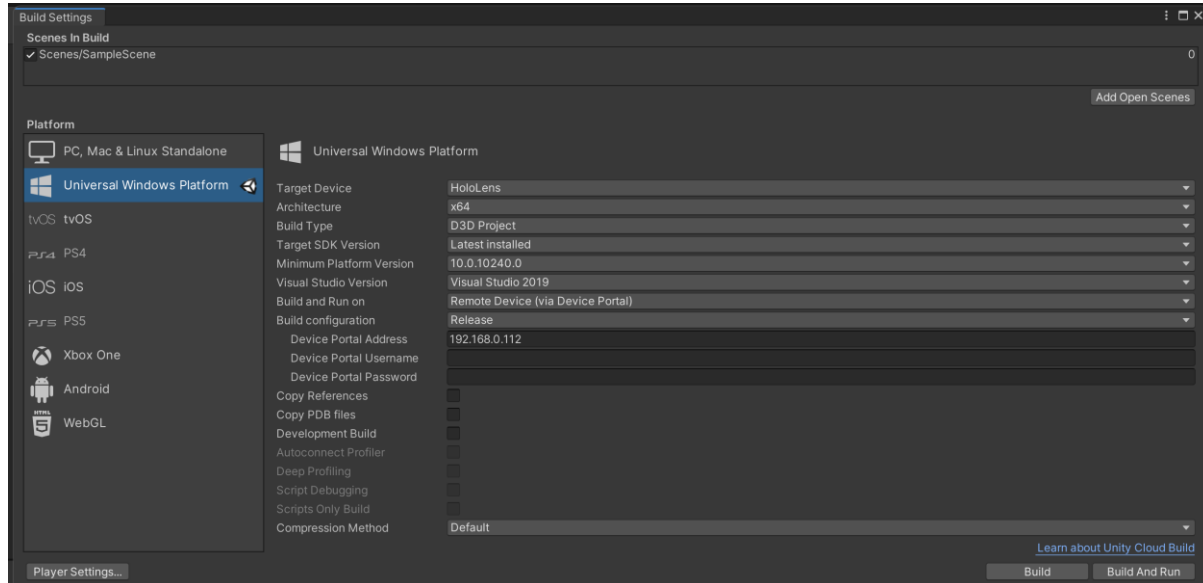 Build Settings
Scenes In Build
Scenes/SampleScene 0
Add Open Scenes
Platform
PC, Mac & Linux Standalone
Universal Windows Platform
tvOS tvOS
PS4 PS4
iOS iOS
PS5 PS5
Xbox One
Android
HTML 5 WebGL
Universal Windows Platform
Target Device HoloLens
Architecture x64
Build Type D3D Project
Target SDK Version Latest installed
Minimum Platform Version 10.0.10240.0
Visual Studio Version Visual Studio 2019
Build and Run on Remote Device (via Device Portal)
Build configuration Release
Device Portal Address 192.168.0.112
Device Portal Username
Device Portal Password
Copy References
Copy PDB files
Development Build
Autoconnect Profiler
Deep Profiling
Script Debugging
Scripts Only Build
Compression Method Default
Learn about Unity Cloud Build
Player Settings... Build Build And Run